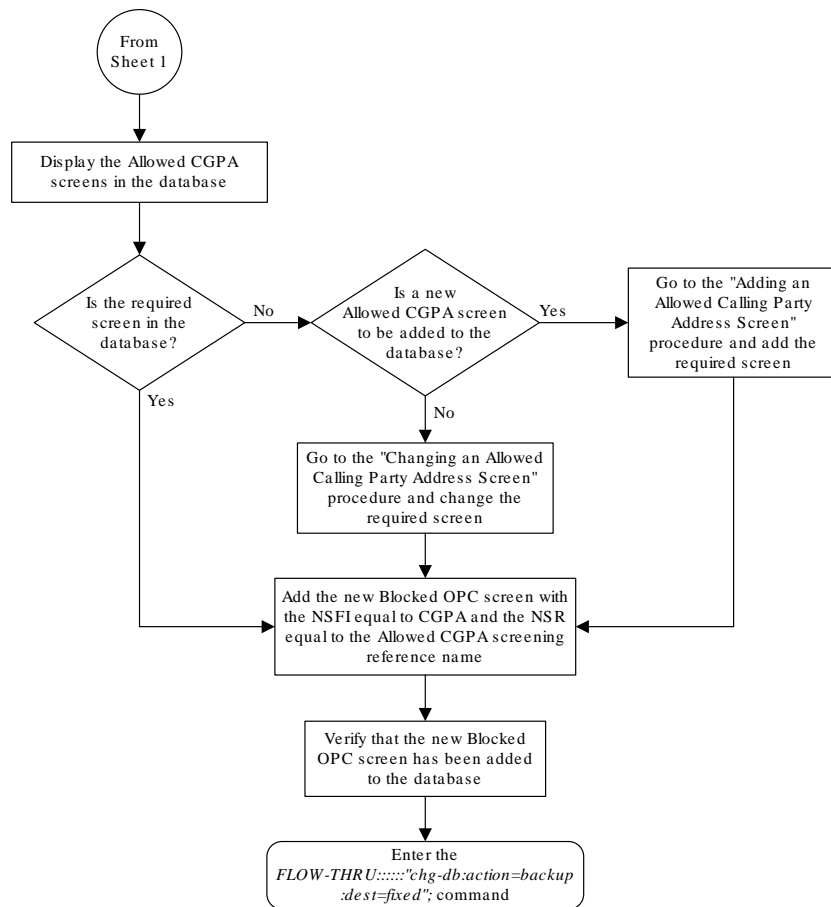 From
Sheet 1
Display the Allowed CGPA
screens in the database
Is the required
screen in the
database?
No
Yes
Is a new
Allowed CGPA screen
to be added to the
database?
Yes
No
Go to the "Adding an
Allowed Calling Party
Address Screen"
procedure and add the
required screen
Go to the "Changing an Allowed
Calling Party Address Screen"
procedure and change the
required screen
Add the new Blocked OPC screen with
the NSFI equal to CGPA and the NSR
equal to the Allowed CGPA screening
reference name
Verify that the new Blocked
OPC screen has been added
to the database
Enter the
FLOW-THRU::::::"chg-db:action=backup
:dest=fixed"; command